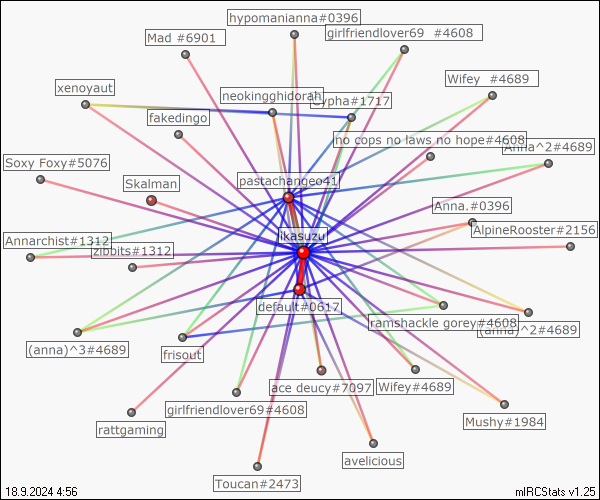 hypomanianna#0396
girlfriendlover69 #4608
Mad #6901
Wifey #4689
xenoyaut
neokingghidorah
cypha#1717
fakedingo
no cops no laws no hope#4608
Anna^2#4689
Soxy Foxy#5076
Skalman
pastachangeo41
Anna.#0396
AlpineRooster#2156
ikasuzu
Annarchist#1312
Zibbits#1312
default#0617
ramshackle gorey#4608
(anna)^2#4689
(anna)^3#4689
frisout
ace deucy#7097
Wifey#4689
girlfriendlover69#4608
Mushy#1984
rattgaming
avelicious
Toucan#2473
18.9.2024 4:56
mIRCStats v1.25